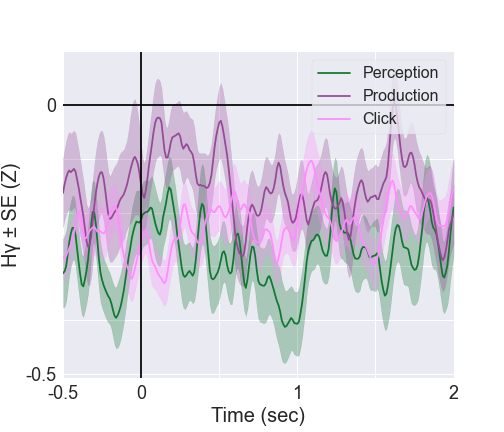 Perception
Production
Click
0
-0.5
Hγ ± SE (Z)
-0.5 0 1 2
Time (sec)